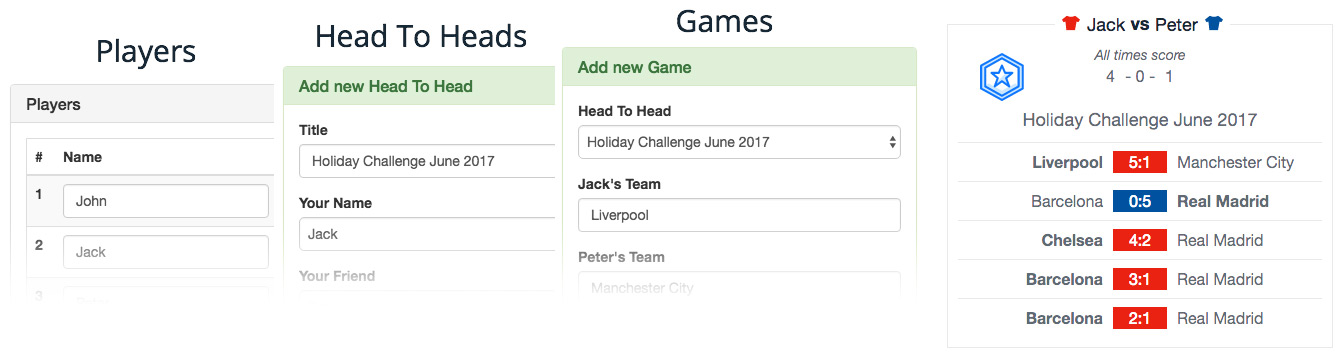 Players
Players
# Name
1 John
2 Jack
3
Head To Heads
Add new Head To Head
Title
Holiday Challenge June 2017
Your Name
Jack
Your Friend
Games
Add new Game
Head To Head
Holiday Challenge June 2017
Jack's Team
Liverpool
Peter's Team
Manchester City
Jack vs Peter
All times score
4 - 0 - 1
Holiday Challenge June 2017
Liverpool 5:1 Manchester City
Barcelona 0:5 Real Madrid
Chelsea 4:2 Real Madrid
Barcelona 3:1 Real Madrid
Barcelona 2:1 Real Madrid